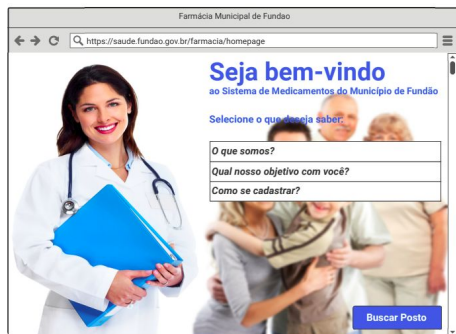 Farmácia Municipal de Fundao
https://saude.fundao.gov.br/farmacia/homepage
Seja bem-vindo
ao Sistema de Medicamentos do Município de Fundão
Selecione o que deseja saber:
O que somos?
Qual nosso objetivo com você?
Como se cadastrar?
Buscar Posto